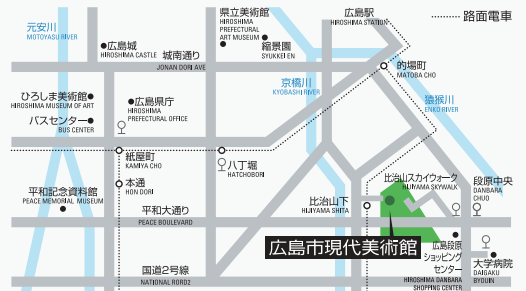 県立美術館
HIROSHIMA
PREFECTURAL
ART MUSEUM
広島駅
HIROSHIMA STATION
路面電車
元安川
MOTOYASU RIVER
広島城
HIROSHIMA CASTLE
城南通り
JONAN DORI AVE
縮景園
SYUKKEI EN
的場町
MATOBA CHO
京橋川
KYOBASHI RIVER
猿猴川
ENKO RIVER
ひろしま美術館
HIROSHIMA MUSEUM OF ART
広島県庁
HIROSHIMA
PREFECTORIAL OFFICE
バスセンター
BUS CENTER
紙屋町
KAMIYA CHO
八丁堀
HATCHOBORI
本通
HON DORI
比治山スカイウォーク
HIJIYAMA SKYWALK
段原中央
DANBARA
CHUO
平和記念資料館
PEACE MEMORIAL MUSEUM
平和大通り
PEACE BOULEVARD
比治山下
HIJIYAMA SHITA
広島市現代美術館
広島段原
ショッピング
センター
HIROSHIMA DANBARA
SHOPPING CENTER
大学病院
DAIGAKU
BYOUIN
国道2号線
NATIONAL RORD2